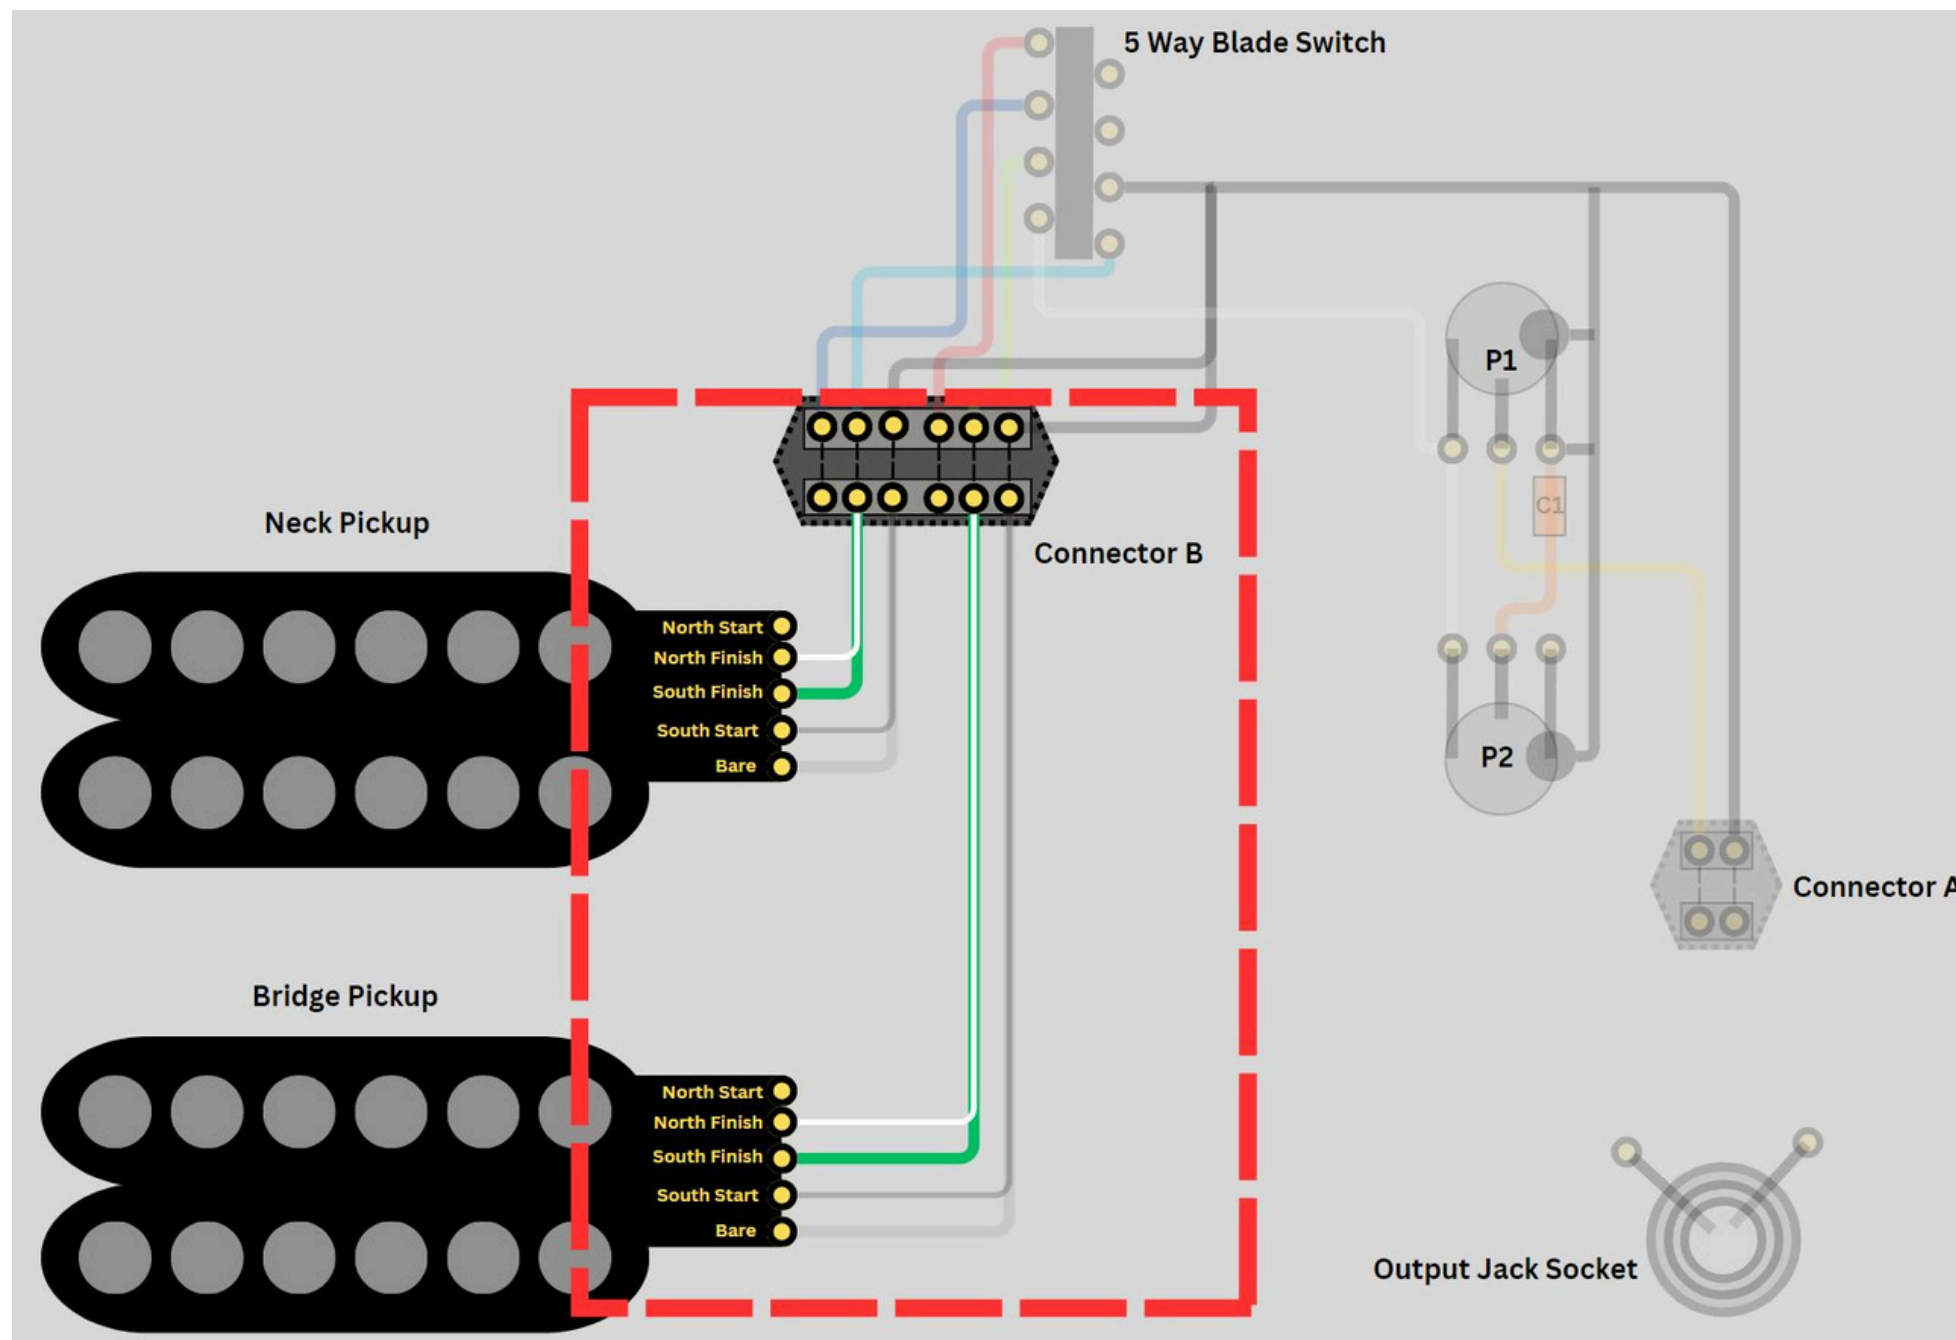 5 Way Blade Switch
P1
C1
Connector B
Neck Pickup
North Start
North Finish
South Finish
South Start
Bare
P2
Connector A
Bridge Pickup
North Start
North Finish
South Finish
South Start
Bare
Output Jack Socket